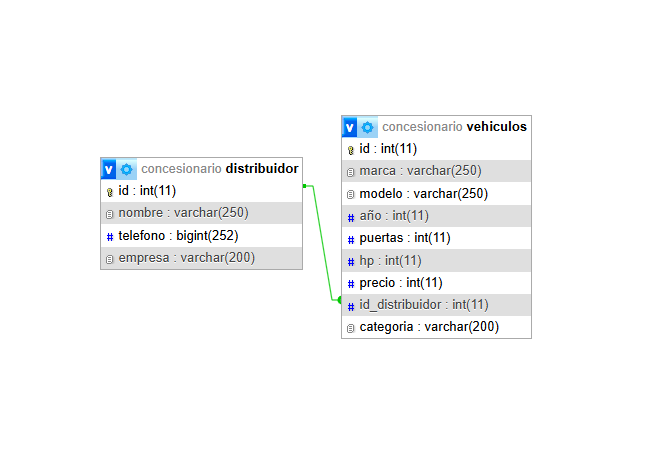 concesionario distribuidor
id : int(11)
nombre : varchar(250)
telefono : bigint(252)
empresa : varchar(200)
concesionario vehiculos
id : int(11)
marca : varchar(250)
modelo : varchar(250)
año : int(11)
puertas : int(11)
hp : int(11)
precio : int(11)
id_distribuidor : int(11)
categoria : varchar(200)